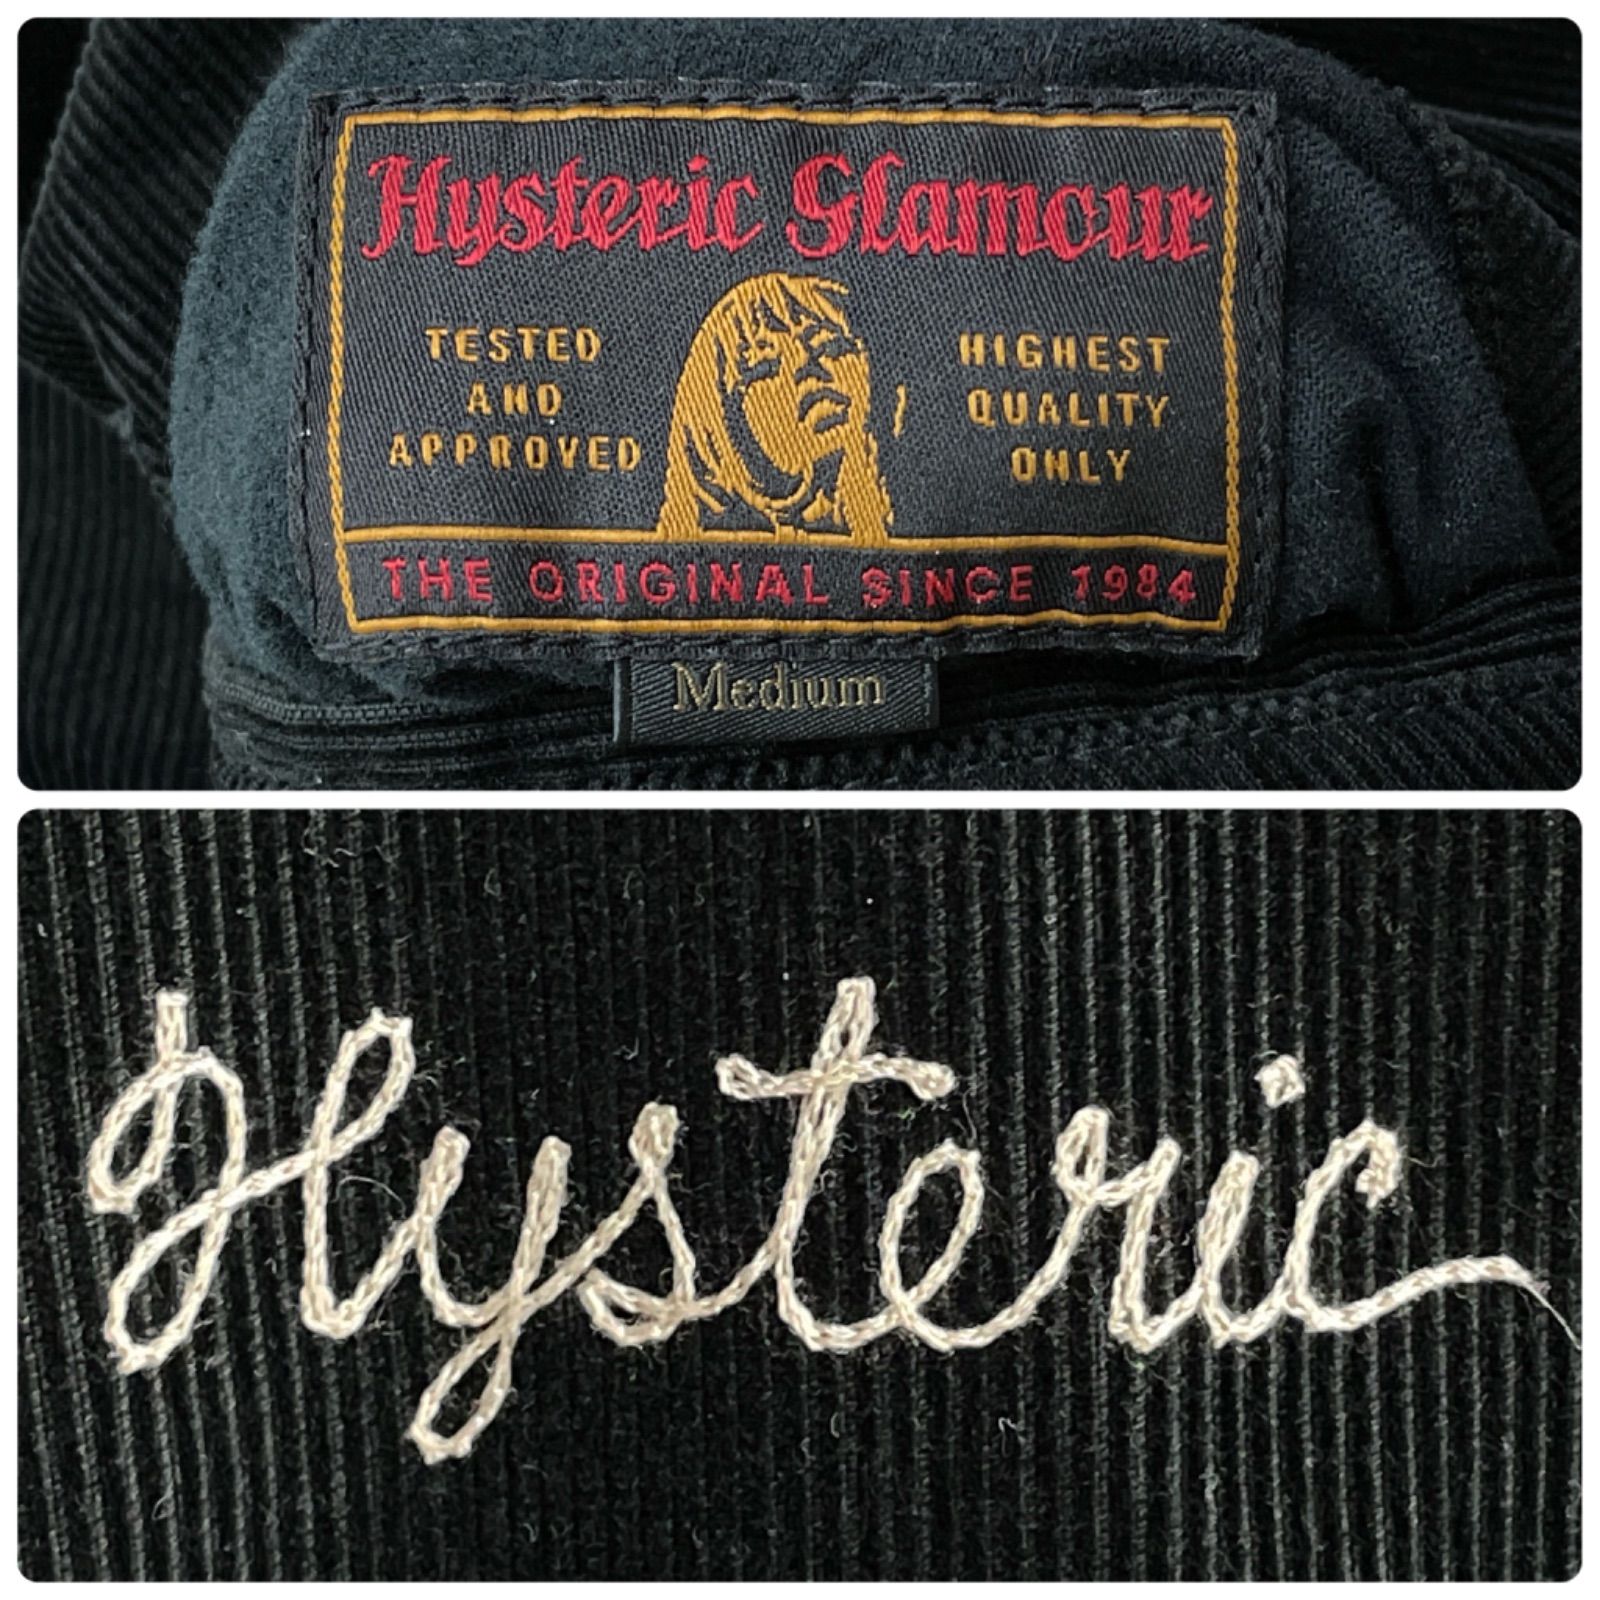 Hysteric Glamour
TESTED
AND
APPROVED
HIGHEST
QUALITY
ONLY
THE ORIGINAL SINCE 1984
Medium
Hysteric